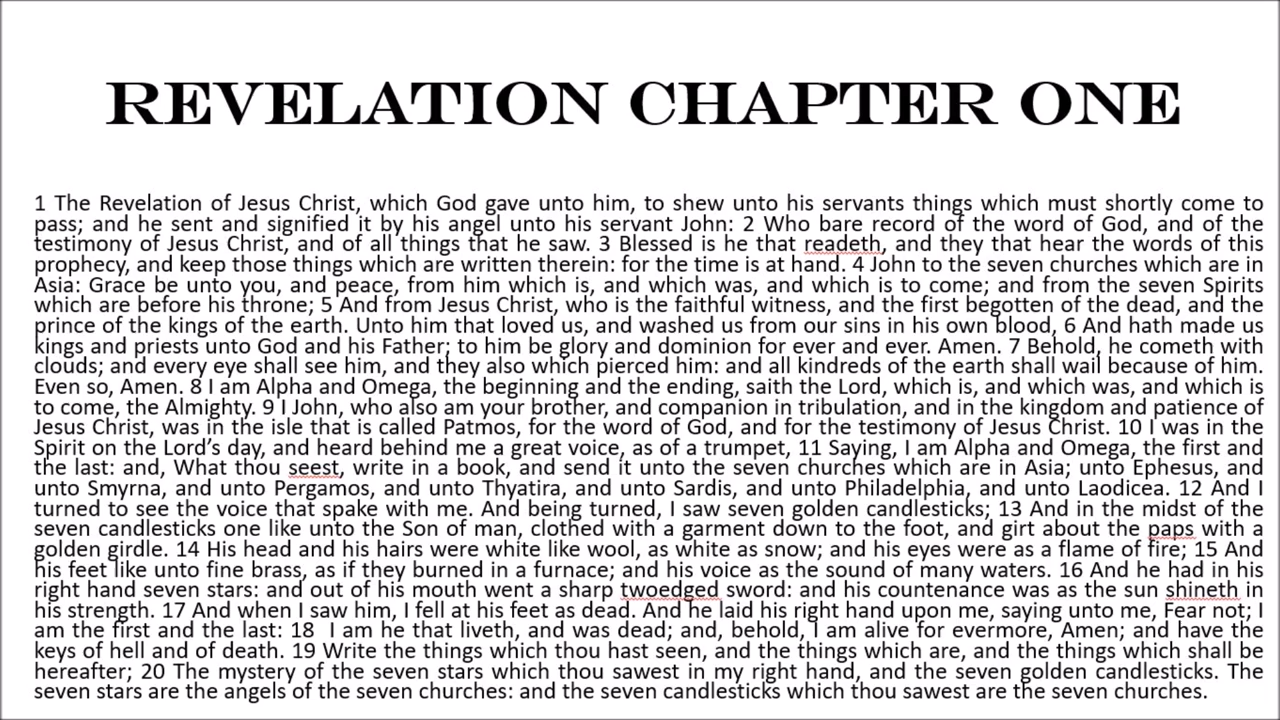 REVELATION CHAPTER ONE
1 The Revelation of Jesus Christ, which God gave unto him, to shew unto his servants things which must shortly come to
pass; and he sent and signified it by his angel unto his servant John: 2 Who bare record of the word of God, and of the
testimony of Jesus Christ, and of all things that he saw. 3 Blessed is he that readeth, and they that hear the words of this
prophecy, and keep those things which are written therein: for the time is at hand. 4 John to the seven churches which are in
Asia: Grace be unto you, and peace, from him which is, and which was, and which is to come; and from the seven Spirits
which are before his throne; 5 And from Jesus Christ, who is the faithful witness, and the first begotten of the dead, and the
prince of the kings of the earth. Unto him that loved us, and washed us from our sins in his own blood, 6 And hath made us
kings and priests unto God and his Father; to him be glory and dominion for ever and ever. Amen. 7 Behold, he cometh with
clouds; and every eye shall see him, and they also which pierced him: and all kindreds of the earth shall wail because of him.
Even so, Amen. 8 I am Alpha and Omega, the beginning and the ending, saith the Lord, which is, and which was, and which is
to come, the Almighty. 9 I John, who also am your brother, and companion in tribulation, and in the kingdom and patience of
Jesus Christ, was in the isle that is called Patmos, for the word of God, and for the testimony of Jesus Christ. 10 I was in the
Spirit on the Lord’s day, and heard behind me a great voice, as of a trumpet, 11 Saying, I am Alpha and Omega, the first and
the last: and, What thou seest, write in a book, and send it unto the seven churches which are in Asia; unto Ephesus, and
unto Smyrna, and unto Pergamos, and unto Thyatira, and unto Sardis, and unto Philadelphia, and unto Laodicea. 12 And I
turned to see the voice that spake with me. And being turned, I saw seven golden candlesticks; 13 And in the midst of the
seven candlesticks one like unto the Son of man, clothed with a garment down to the foot, and girt about the paps with a
golden girdle. 14 His head and his hairs were white like wool, as white as snow; and his eyes were as a flame of fire; 15 And
his feet like unto fine brass, as if they burned in a furnace; and his voice as the sound of many waters. 16 And he had in his
right hand seven stars: and out of his mouth went a sharp twoedged sword: and his countenance was as the sun shineth in
his strength. 17 And when I saw him, I fell at his feet as dead. And he laid his right hand upon me, saying unto me, Fear not; I
am the first and the last: 18 I am he that liveth, and was dead; and, behold, I am alive for evermore, Amen; and have the
keys of hell and of death. 19 Write the things which thou hast seen, and the things which are, and the things which shall be
hereafter; 20 The mystery of the seven stars which thou sawest in my right hand, and the seven golden candlesticks. The
seven stars are the angels of the seven churches: and the seven candlesticks which thou sawest are the seven churches.